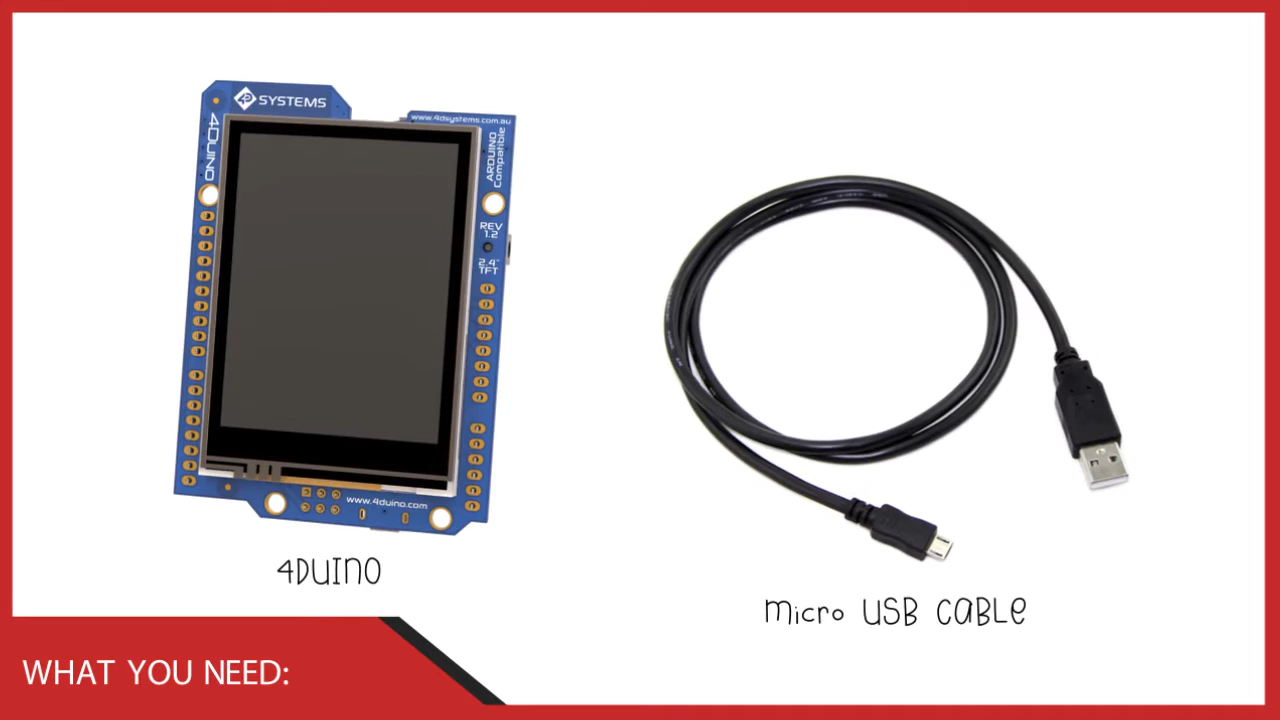 SYSTEMS
www.4dsystems.com.au
4DUINO
ARDUINO
Compatible
REV
1.2
2.4"
TFT
www.4duino.com
4DUINO
micro USB CABLE
WHAT YOU NEED: